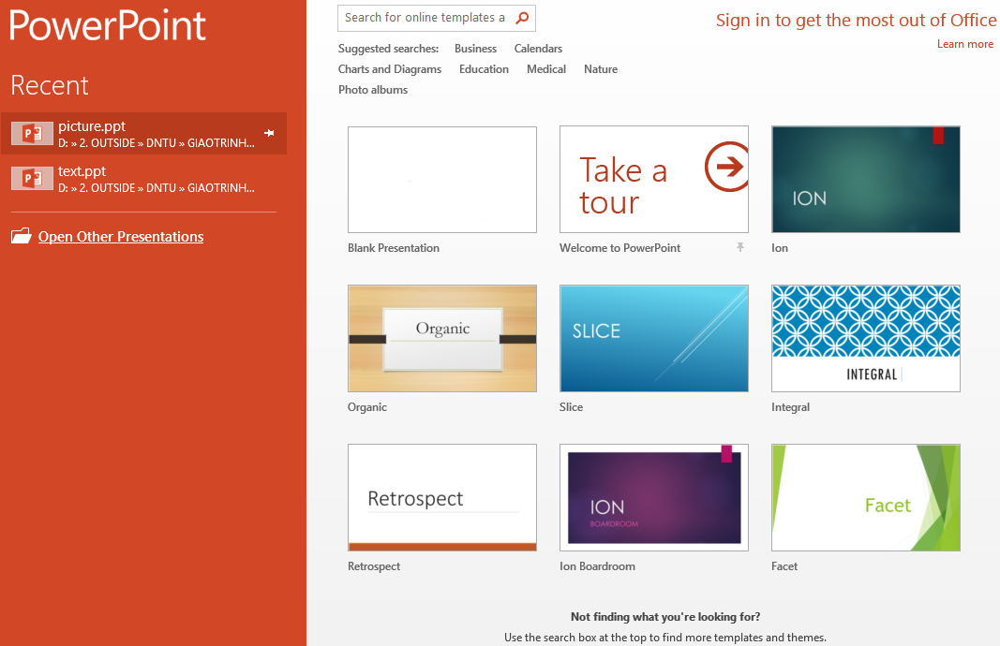 PowerPoint
Recent
picture.ppt
D: » 2. OUTSIDE » DNTU » GIAOTRINH...
text.ppt
D: » 2. OUTSIDE » DNTU » GIAOTRINH...
Open Other Presentations
Search for online templates a
Sign in to get the most out of Office
Learn more
Suggested searches: Business Calendars
Charts and Diagrams Education Medical Nature
Photo albums
Take a
tour
ION
Blank Presentation Welcome to PowerPoint Ion
Organic SLICE INTEGRAL
Organic Slice Integral
Retrospect ION
BOARDROOM
Facet
Retrospect Ion Boardroom Facet
Not finding what you're looking for?
Use the search box at the top to find more templates and themes.